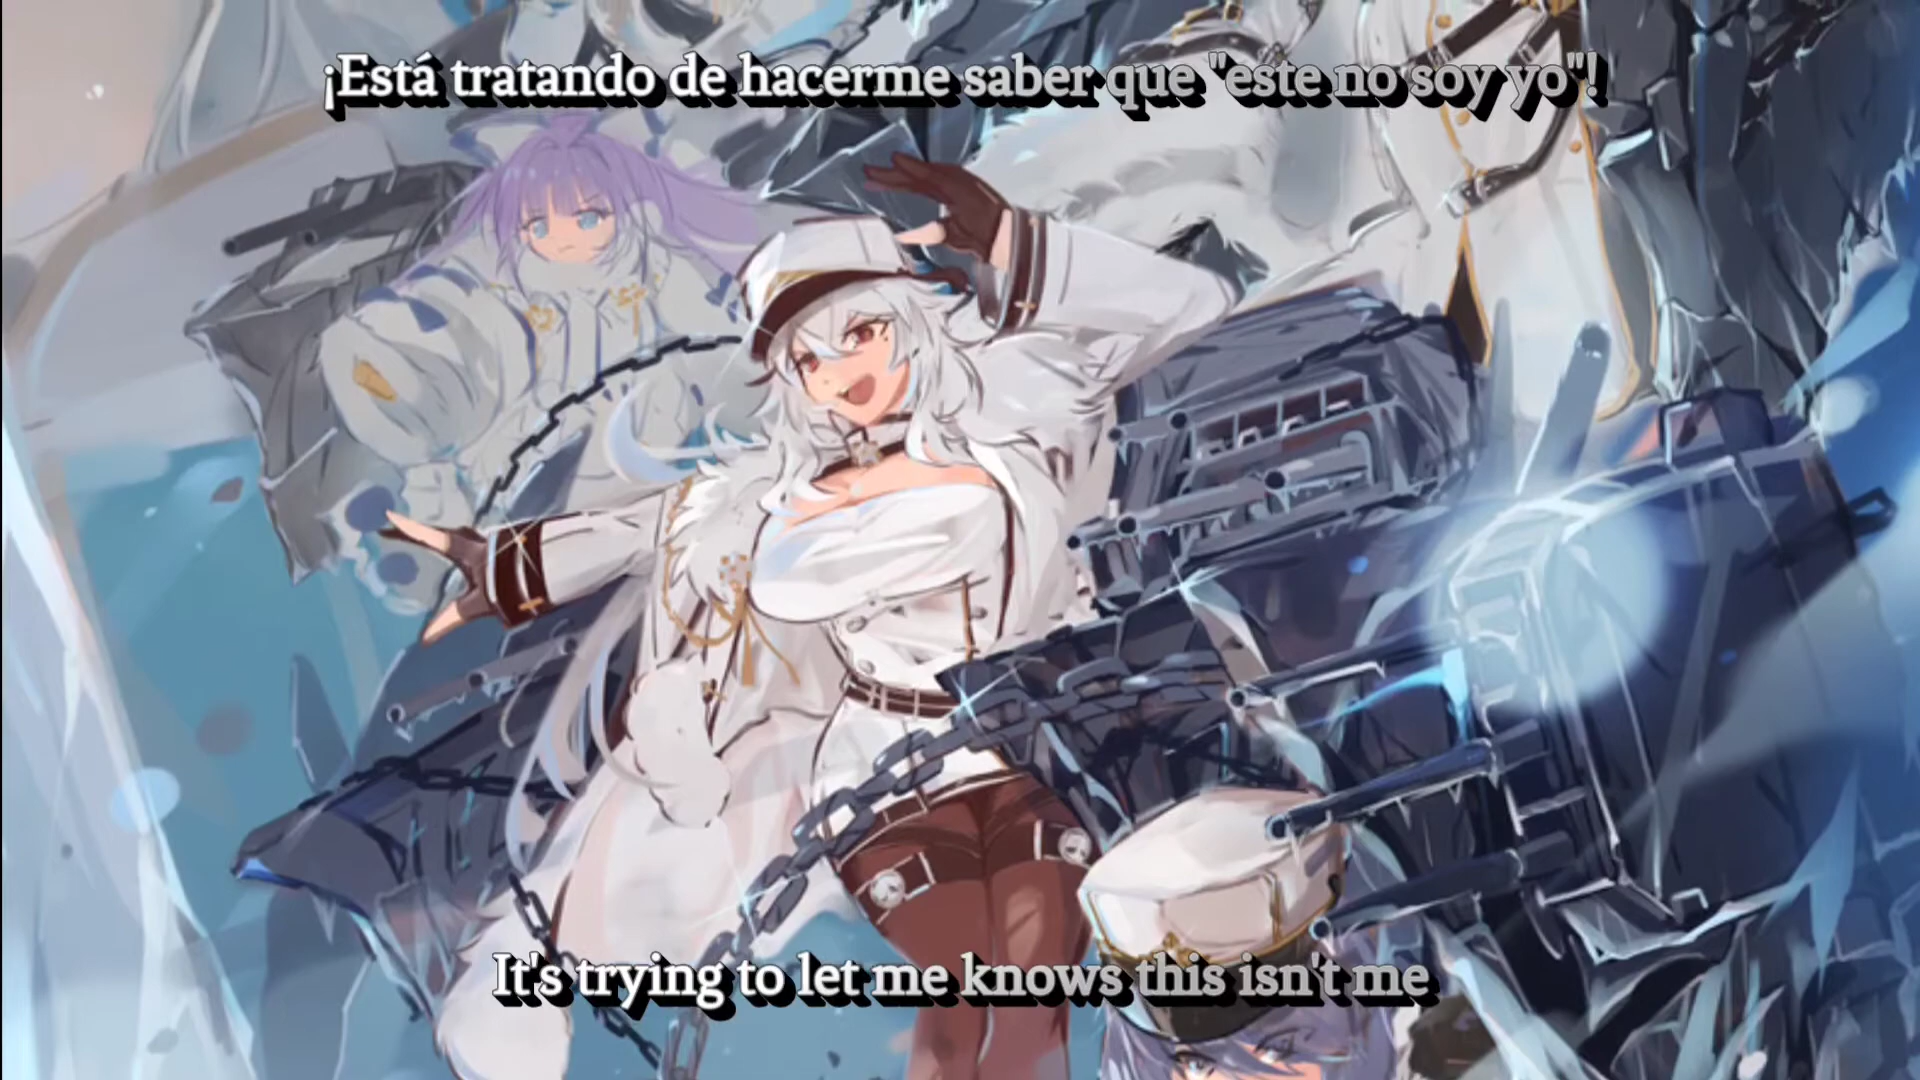 ¡Está tratando de hacerme saber que "este no soy yo"!
It's trying to let me knows this isn't me